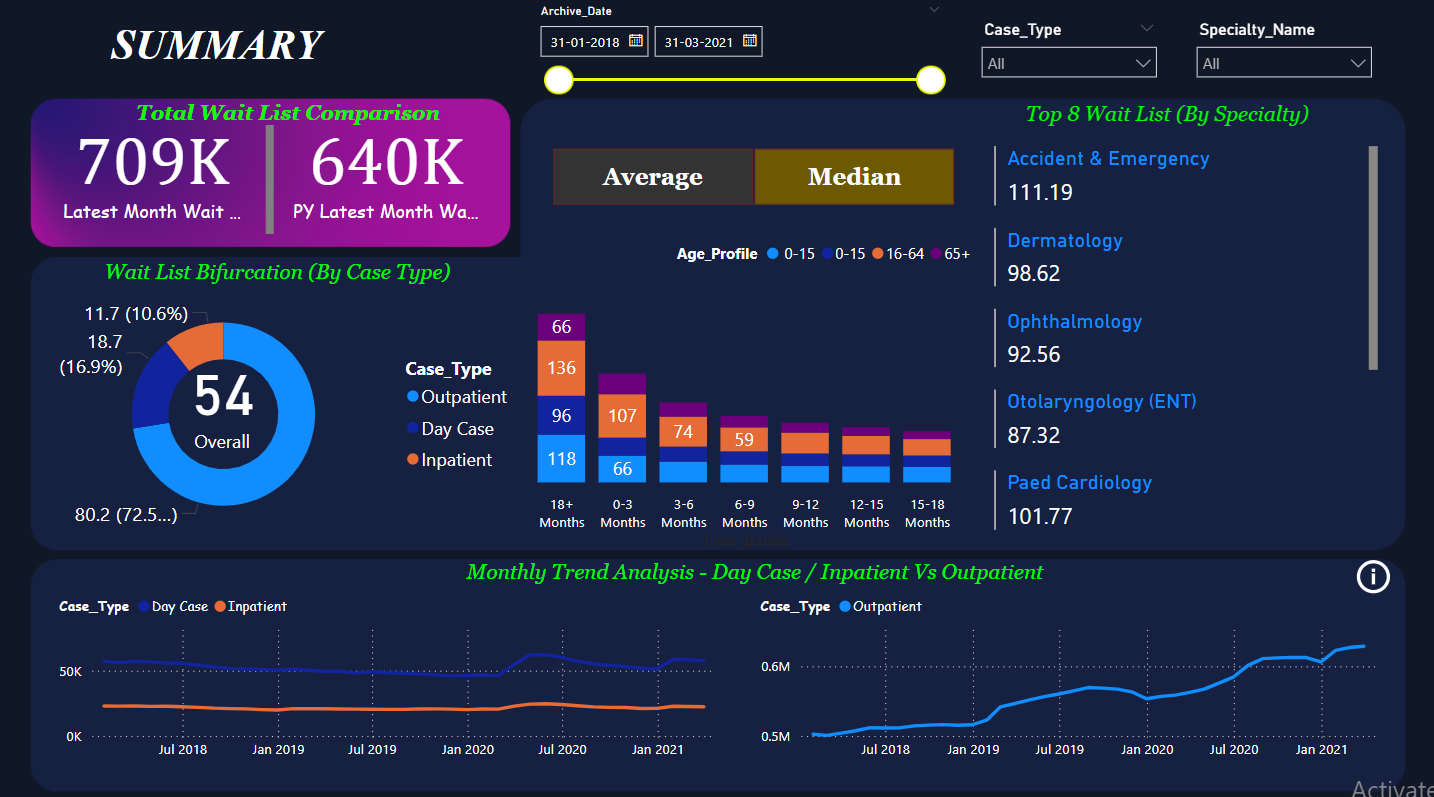 SUMMARY
Archive_Date
31-01-2018
31-03-2021
Case_Type
All
Specialty_Name
All
Total Wait List Comparison
709K
Latest Month Wait ...
640K
PY Latest Month Wa...
Average
Median
Top 8 Wait List (By Specialty)
Accident & Emergency
111.19
Dermatology
98.62
Ophthalmology
92.56
Otolaryngology (ENT)
87.32
Paed Cardiology
101.77
Wait List Bifurcation (By Case Type)
11.7 (10.6%)
18.7
(16.9%)
54
Overall
80.2 (72.5...)
Case_Type
Outpatient
Day Case
Inpatient
Age_Profile 0-15 0-15 16-64 65+
66
136
96
118
107
66
74
59
18+
Months
0-3
Months
3-6
Months
6-9
Months
9-12
Months
12-15
Months
15-18
Months
Monthly Trend Analysis - Day Case / Inpatient Vs Outpatient
i
Case_Type Day Case Inpatient
50K
0K
Jul 2018 Jan 2019 Jul 2019 Jan 2020 Jul 2020 Jan 2021
Case_Type Outpatient
0.6M
0.5M
Jul 2018 Jan 2019 Jul 2019 Jan 2020 Jul 2020 Jan 2021
Activate